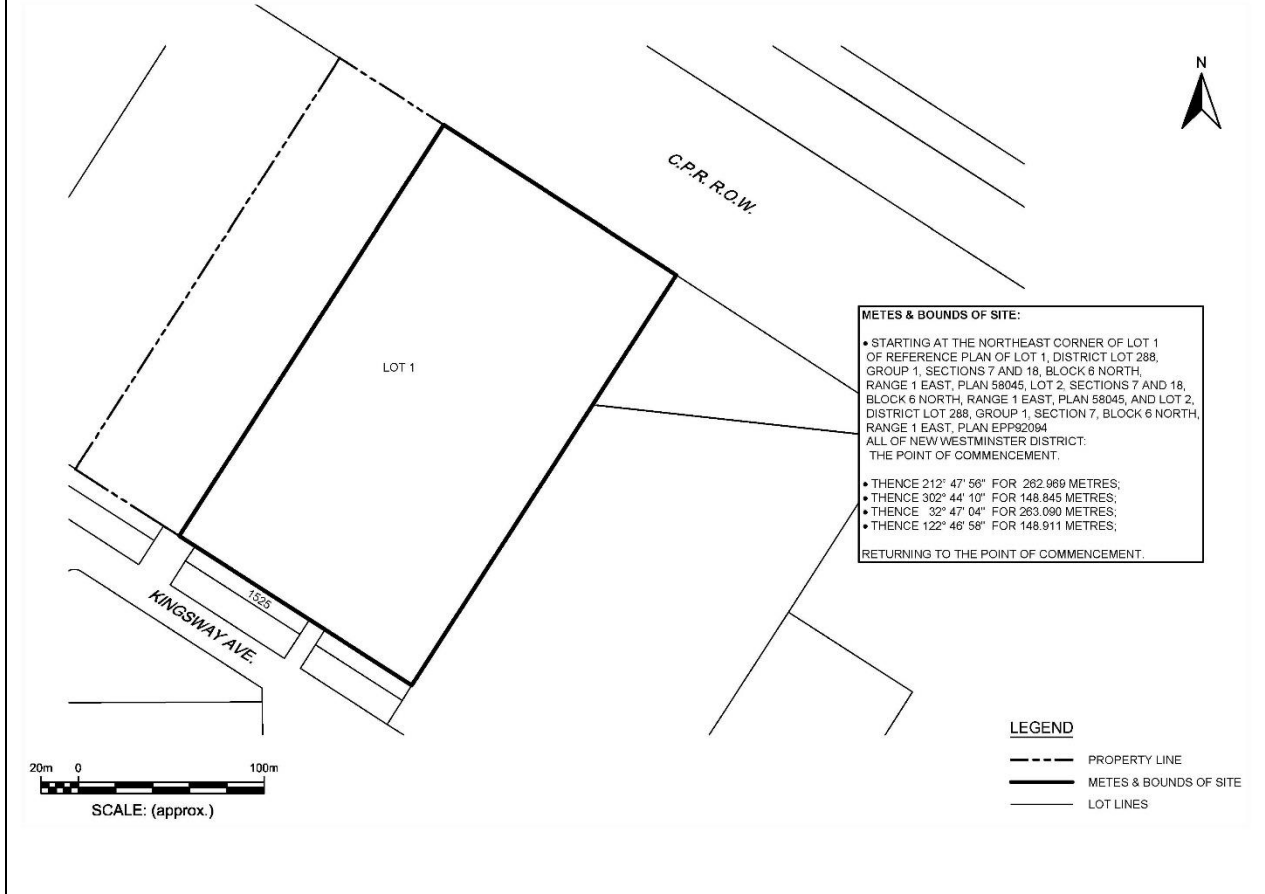 N
C.P.R. R.O.W.
LOT 1
METES & BOUNDS OF SITE:
• STARTING AT THE NORTHEAST CORNER OF LOT 1
OF REFERENCE PLAN OF LOT 1, DISTRICT LOT 288,
GROUP 1, SECTIONS 7 AND 18, BLOCK 6 NORTH,
RANGE 1 EAST, PLAN 58045, LOT 2, SECTIONS 7 AND 18,
BLOCK 6 NORTH, RANGE 1 EAST, PLAN 58045, AND LOT 2,
DISTRICT LOT 288, GROUP 1, SECTION 7, BLOCK 6 NORTH,
RANGE 1 EAST, PLAN EPP92094
ALL OF NEW WESTMINSTER DISTRICT:
THE POINT OF COMMENCEMENT.
• THENCE 212° 47' 56" FOR 262.969 METRES;
• THENCE 302° 44' 10" FOR 148.845 METRES;
• THENCE 32° 47' 04" FOR 263.090 METRES;
• THENCE 122° 46' 58" FOR 148.911 METRES;
RETURNING TO THE POINT OF COMMENCEMENT.
1525
KINGSWAY AVE.
LEGEND
PROPERTY LINE
METES & BOUNDS OF SITE
LOT LINES
20m 0 100m
SCALE: (approx.)